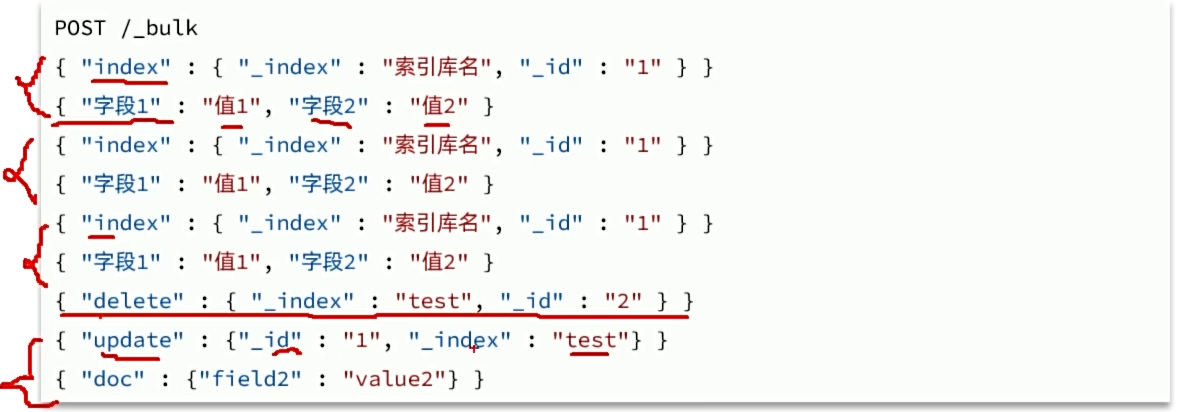 POST /_bulk
{ "index" : { "_index" : "索引库名", "_id" : "1" } }
{ "字段1" : "值1", "字段2" : "值2" }
{ "index" : { "_index" : "索引库名", "_id" : "1" } }
{ "字段1" : "值1", "字段2" : "值2" }
{ "index" : { "_index" : "索引库名", "_id" : "1" } }
{ "字段1" : "值1", "字段2" : "值2" }
{ "delete" : { "_index" : "test", "_id" : "2" } }
{ "update" : {"_id" : "1", "_index" : "test"} }
{ "doc" : {"field2" : "value2"} }